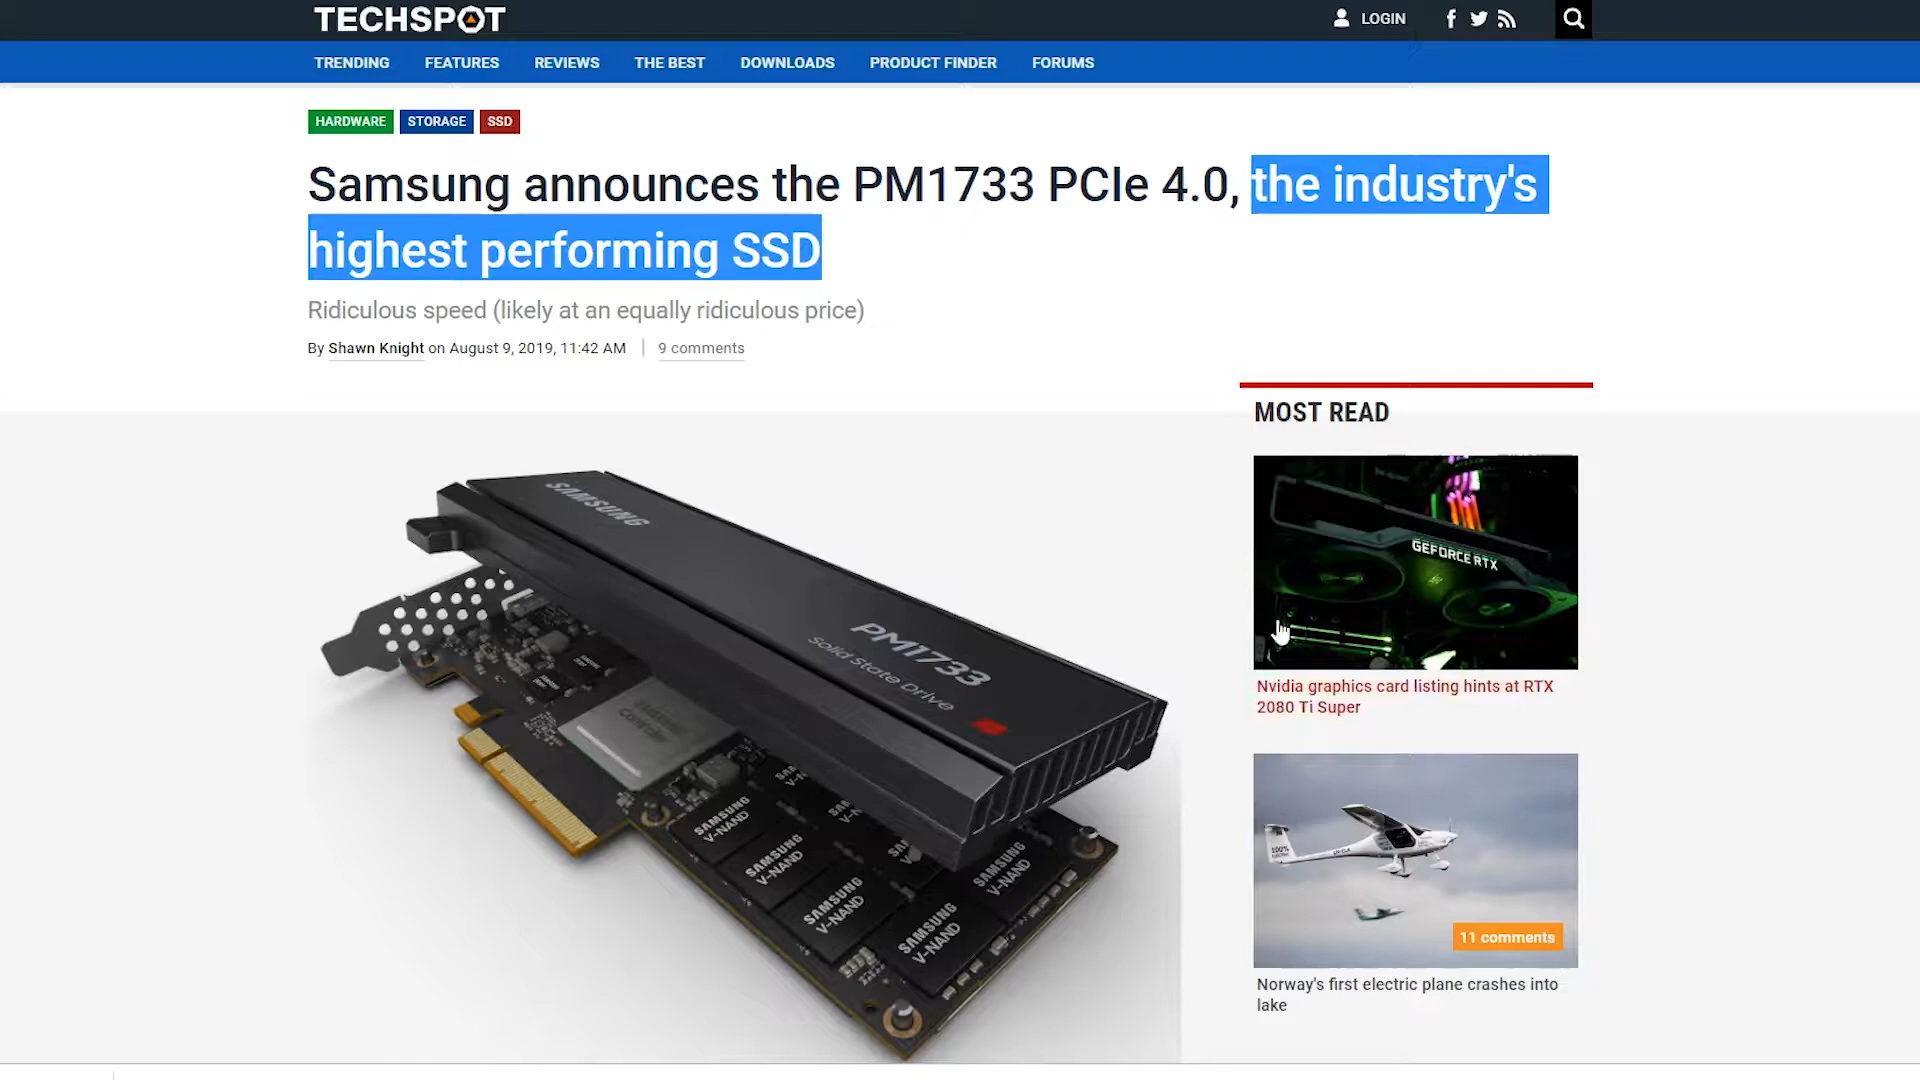 TECHSPOT
LOGIN
TRENDING FEATURES REVIEWS THE BEST DOWNLOADS PRODUCT FINDER FORUMS
HARDWARE STORAGE SSD
Samsung announces the PM1733 PCIe 4.0, the industry's
highest performing SSD
Ridiculous speed (likely at an equally ridiculous price)
By Shawn Knight on August 9, 2019, 11:42 AM 9 comments
MOST READ
SAMSUNG
PM1733
Solid State Drive
SAMSUNG
V-NAND
SAMSUNG
V-NAND
SAMSUNG
V-NAND
SAMSUNG
V-NAND
SAMSUNG
V-NAND
GEFORCE RTX
Nvidia graphics card listing hints at RTX
2080 Ti Super
100%
11 comments
Norway's first electric plane crashes into
lake